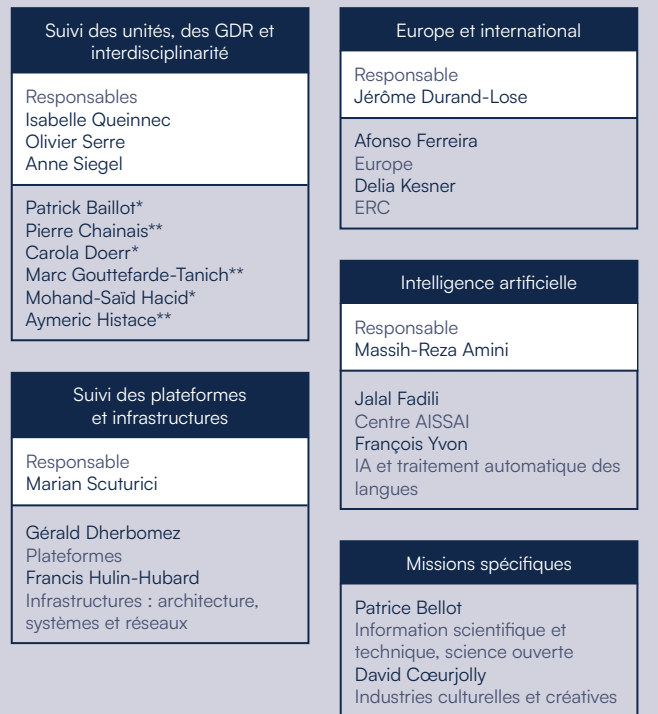 Suivi des unités, des GDR et
interdisciplinarité
Responsables
Isabelle Queinnec
Olivier Serre
Anne Siegel
Patrick Baillot*
Pierre Chainais**
Carola Doerr*
Marc Gouttefarde-Tanich**
Mohand-Saïd Hacid*
Aymeric Histace**
Suivi des plateformes
et infrastructures
Responsable
Marian Scuturici
Gérald Dherbomez
Plateformes
Francis Hulin-Hubard
Infrastructures : architecture,
systèmes et réseaux
Europe et international
Responsable
Jérôme Durand-Lose
Afonso Ferreira
Europe
Delia Kesner
ERC
Intelligence artificielle
Responsable
Massih-Reza Amini
Jalal Fadili
Centre AISSAI
François Yvon
IA et traitement automatique des
langues
Missions spécifiques
Patrice Bellot
Information scientifique et
technique, science ouverte
David Cœurjolly
Industries culturelles et créatives